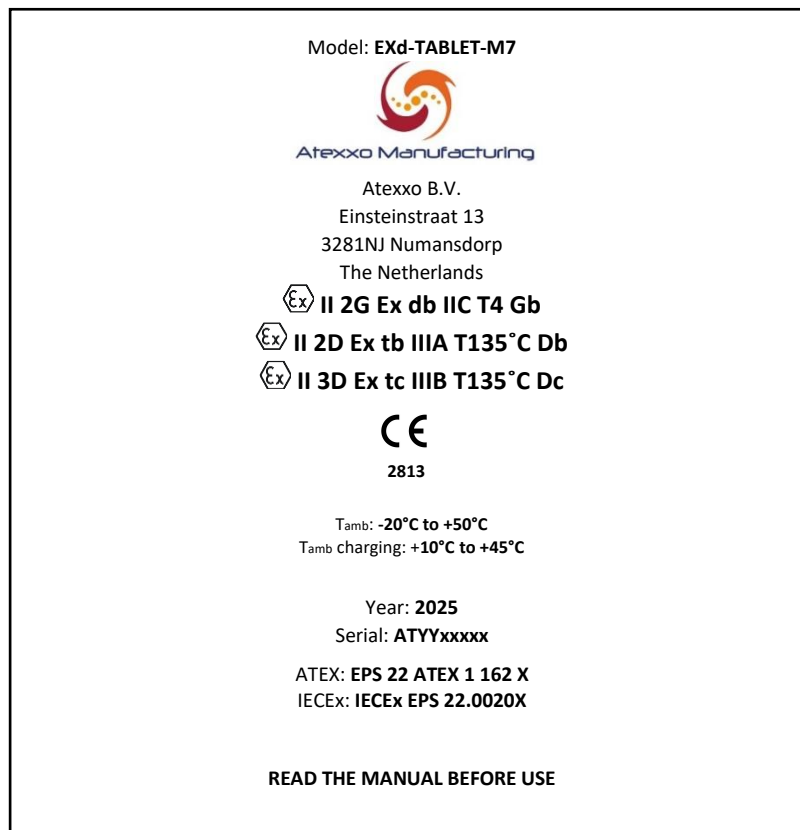 Model: EXd-TABLET-M7
Atexxo Manufacturing
Atexxo B.V.
Einsteinstraat 13
3281NJ Numansdorp
The Netherlands
Ex II 2G Ex db IIC T4 Gb
Ex II 2D Ex tb IIIA T135˚C Db
Ex II 3D Ex tc IIIB T135˚C Dc
CE
2813
Tamb: -20°C to +50°C
Tamb charging: +10°C to +45°C
Year: 2025
Serial: ATYYxxxxx
ATEX: EPS 22 ATEX 1 162 X
IECEx: IECEx EPS 22.0020X
READ THE MANUAL BEFORE USE